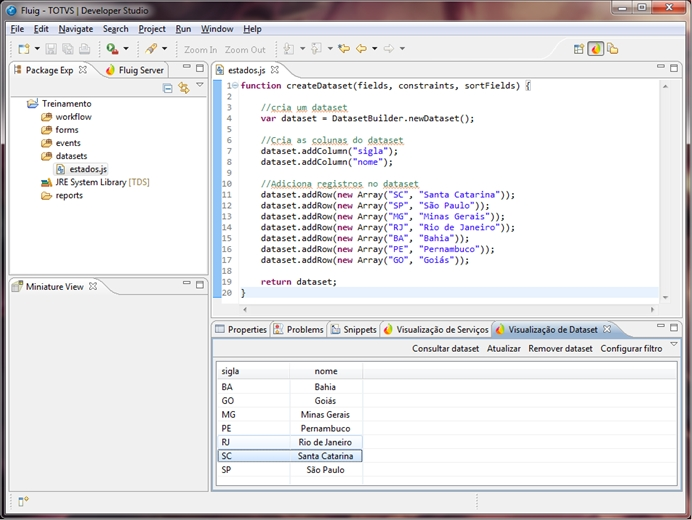 Fluig - TOTVS | Developer Studio
File Edit Navigate Search Project Run Window Help
Zoom In Zoom Out
Package Exp
Fluig Server
Treinamento
workflow
forms
events
datasets
estados.js
JRE System Library [TDS]
reports
Miniature View
estados.js
1 function createDataset(fields, constraints, sortFields) {
2
3 //cria um dataset
4 var dataset = DatasetBuilder.newDataset();
5
6 //Cria as colunas do dataset
7 dataset.addColumn("sigla");
8 dataset.addColumn("nome");
9
10 //Adiciona registros no dataset
11 dataset.addRow(new Array("SC", "Santa Catarina"));
12 dataset.addRow(new Array("SP", "São Paulo"));
13 dataset.addRow(new Array("MG", "Minas Gerais"));
14 dataset.addRow(new Array("RJ", "Rio de Janeiro"));
15 dataset.addRow(new Array("BA", "Bahia"));
16 dataset.addRow(new Array("PE", "Pernambuco"));
17 dataset.addRow(new Array("GO", "Goiás"));
18
19 return dataset;
20 }
Properties Problems Snippets Visualização de Serviços Visualização de Dataset
Consultar dataset Atualizar Remover dataset Configurar filtro
sigla nome
BA Bahia
GO Goiás
MG Minas Gerais
PE Pernambuco
RJ Rio de Janeiro
SC Santa Catarina
SP São Paulo